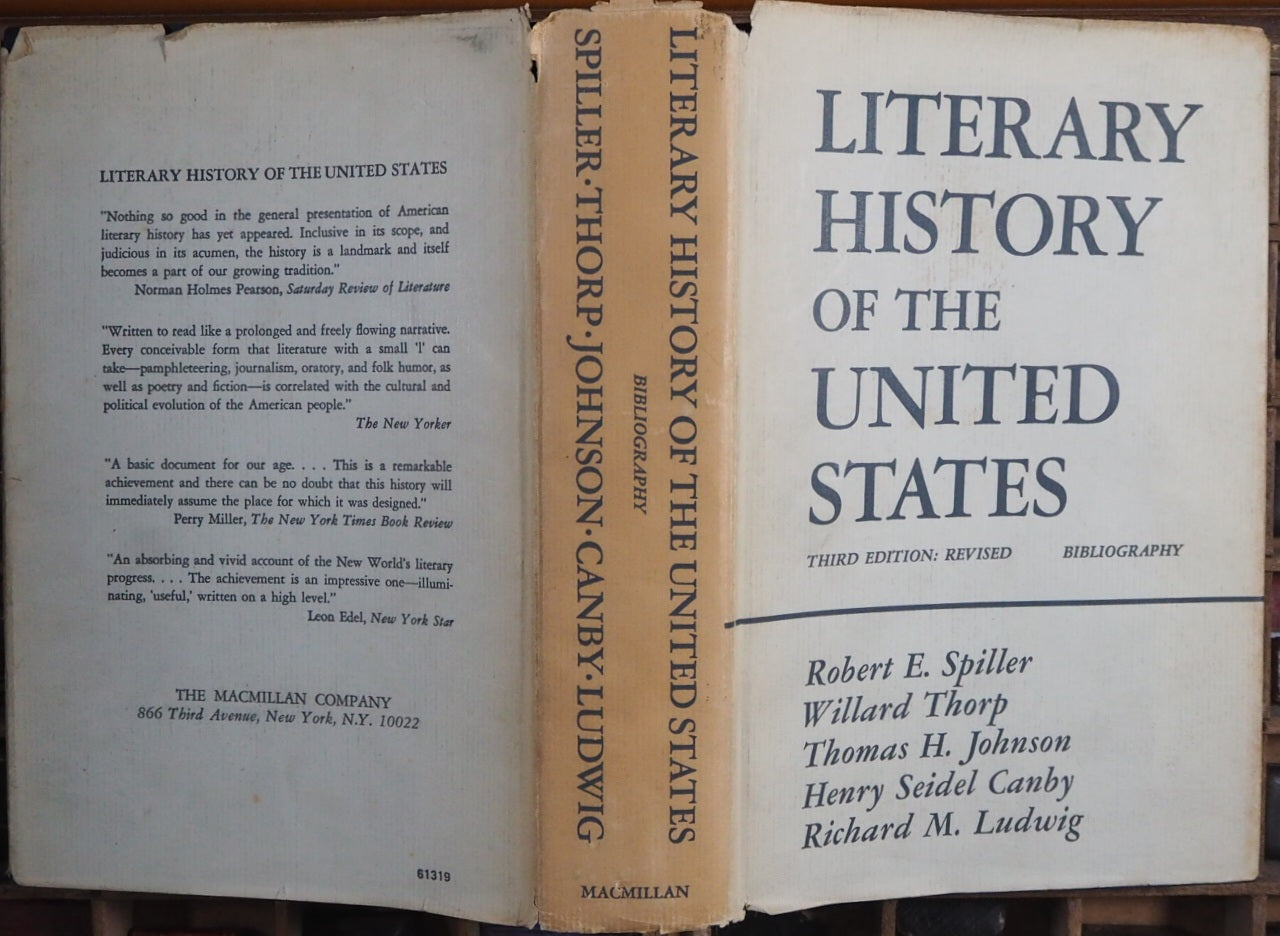 LITERARY HISTORY OF THE UNITED STATES
"Nothing so good in the general presentation of American
literary history has yet appeared. Inclusive in its scope, and
judicious in its acumen, the history is a landmark and itself
becomes a part of our growing tradition."
Norman Holmes Pearson, Saturday Review of Literature
"Written to read like a prolonged and freely flowing narrative.
Every conceivable form that literature with a small 'l' can
take—pamphleteering, journalism, oratory, and folk humor, as
well as poetry and fiction—is correlated with the cultural and
political evolution of the American people."
The New Yorker
"A basic document for our age. . . . This is a remarkable
achievement and there can be no doubt that this history will
immediately assume the place for which it was designed."
Perry Miller, The New York Times Book Review
"An absorbing and vivid account of the New World's literary
progress. . . . The achievement is an impressive one—illumi-
nating, 'useful,' written on a high level."
Leon Edel, New York Star
THE MACMILLAN COMPANY
866 Third Avenue, New York, N.Y. 10022
61319
LITERARY HISTORY OF THE UNITED STATES
BIBLIOGRAPHY
SPILLER·THORP·JOHNSON·CANBY·LUDWIG
MACMILLAN
LITERARY
HISTORY
OF THE
UNITED
STATES
THIRD EDITION: REVISED BIBLIOGRAPHY
Robert E. Spiller
Willard Thorp
Thomas H. Johnson
Henry Seidel Canby
Richard M. Ludwig